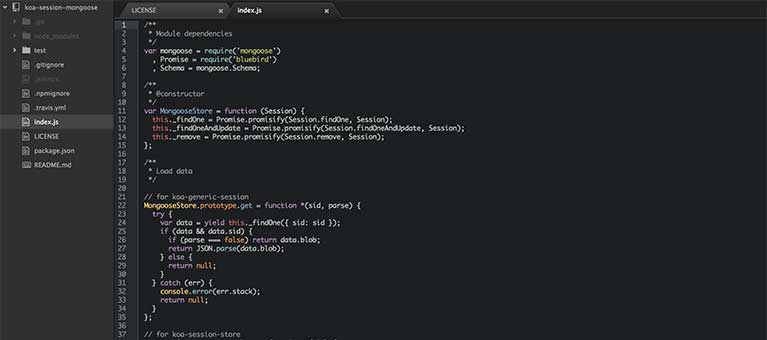 koa-session-mongoose
.git
node_modules
test
.gitignore
.jshintrc
.npmignore
.travis.yml
index.js
LICENSE
package.json
README.md
LICENSE
index.js
1 /**
2  * Module dependencies
3  */
4 var mongoose = require('mongoose')
5   , Promise = require('bluebird')
6   , Schema = mongoose.Schema;
7
8 /**
9  * @constructor
10  */
11 var MongooseStore = function (Session) {
12   this._findOne = Promise.promisify(Session.findOne, Session);
13   this._findOneAndUpdate = Promise.promisify(Session.findOneAndUpdate, Session);
14   this._remove = Promise.promisify(Session.remove, Session);
15 };
16
17 /**
18  * Load data
19  */
20
21 // for koa-generic-session
22 MongooseStore.prototype.get = function *(sid, parse) {
23   try {
24     var data = yield this._findOne({ sid: sid });
25     if (data && data.sid) {
26       if (parse === false) return data.blob;
27       return JSON.parse(data.blob);
28     } else {
29       return null;
30     }
31   } catch (err) {
32     console.error(err.stack);
33     return null;
34   }
35 };
36
37 // for koa-session-store